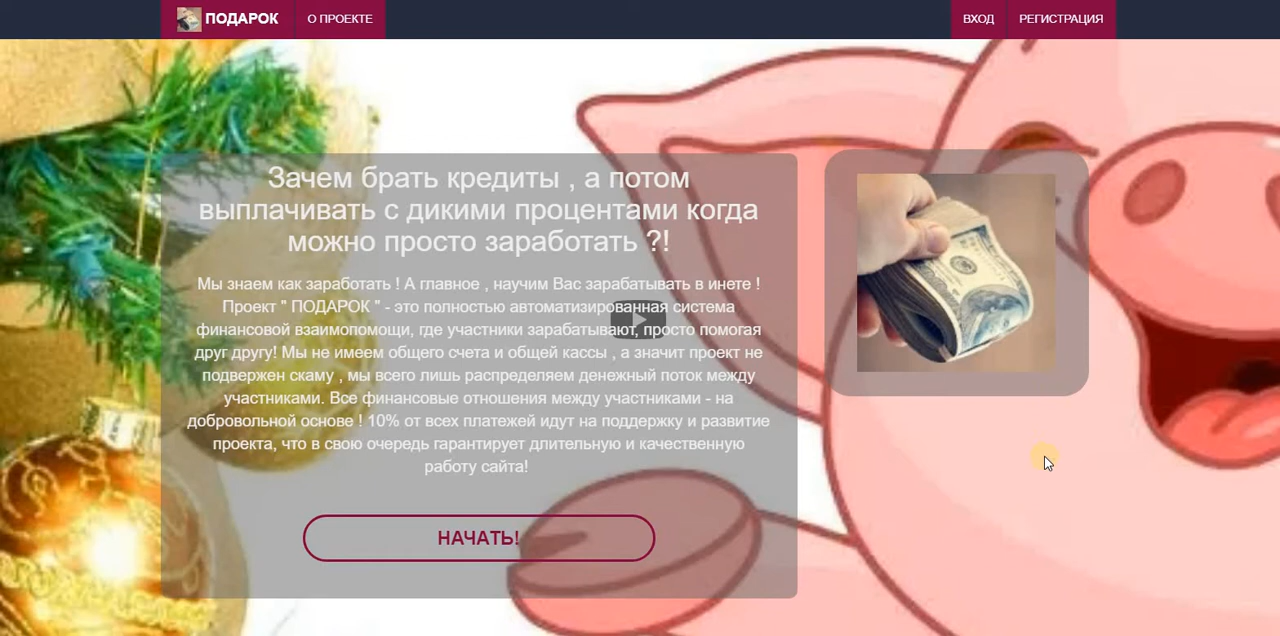 ПОДАРОК
О ПРОЕКТЕ
ВХОД
РЕГИСТРАЦИЯ
Зачем брать кредиты , а потом
выплачивать с дикими процентами когда
можно просто заработать ?!
Мы знаем как заработать ! А главное , научим Вас зарабатывать в инете !
Проект " ПОДАРОК " - это полностью автоматизированная система
финансовой взаимопомощи, где участники зарабатывают, просто помогая
друг другу! Мы не имеем общего счета и общей кассы , а значит проект не
подвержен скаму , мы всего лишь распределяем денежный поток между
участниками. Все финансовые отношения между участниками - на
добровольной основе ! 10% от всех платежей идут на поддержку и развитие
проекта, что в свою очередь гарантирует длительную и качественную
работу сайта!
НАЧАТЬ!